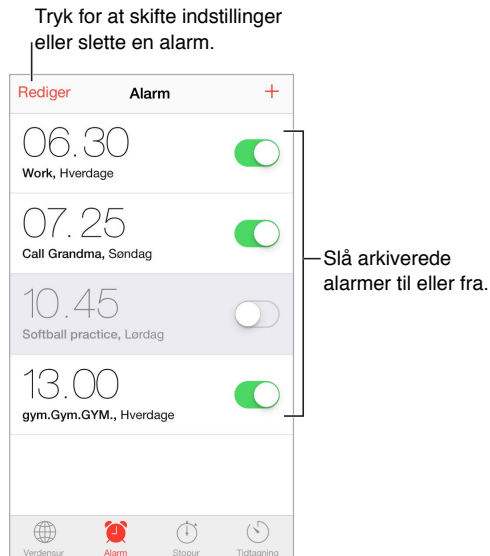 Tryk for at skifte indstillinger
eller slette en alarm.
Rediger Alarm +
06.30
Work, Hverdage
07.25
Call Grandma, Søndag
Slå arkiverede
alarmer til eller fra.
10.45
Softball practice, Lørdag
13.00
gym.Gym.GYM., Hverdage
Verdensur Alarm Stopur Tidtagning